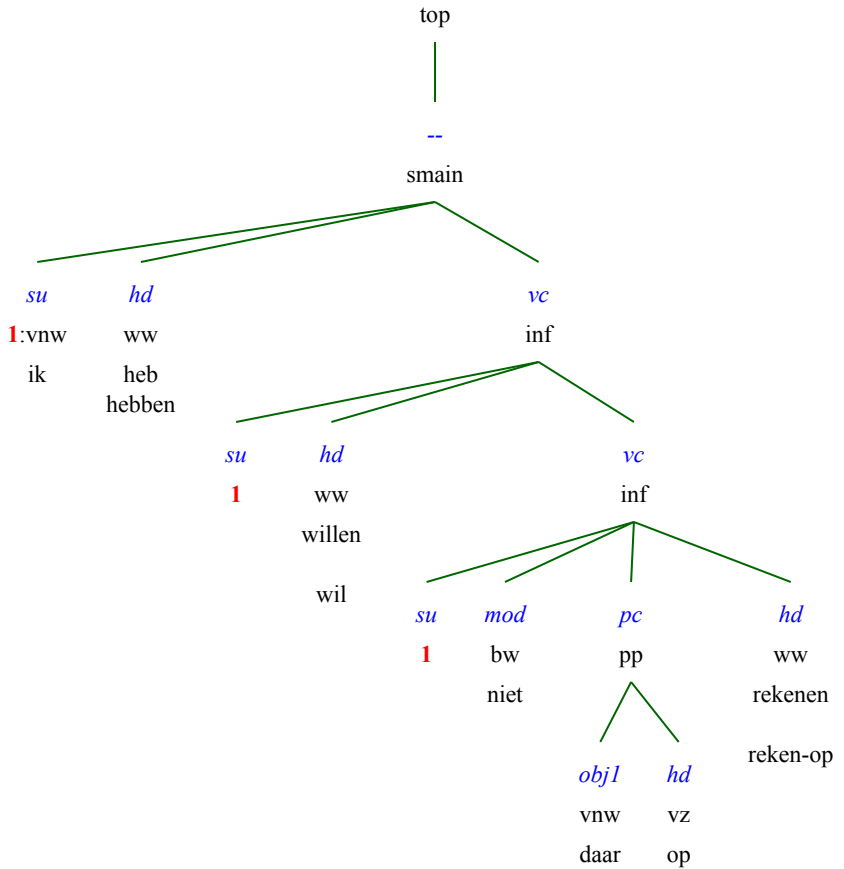 top
--
smain
su hd vc
1:vnw ww inf
ik heb
hebben
su hd vc
1 ww inf
willen
wil
su mod pc hd
1 bw pp ww
niet rekenen
reken-op
obj1 hd
vnw vz
daar op